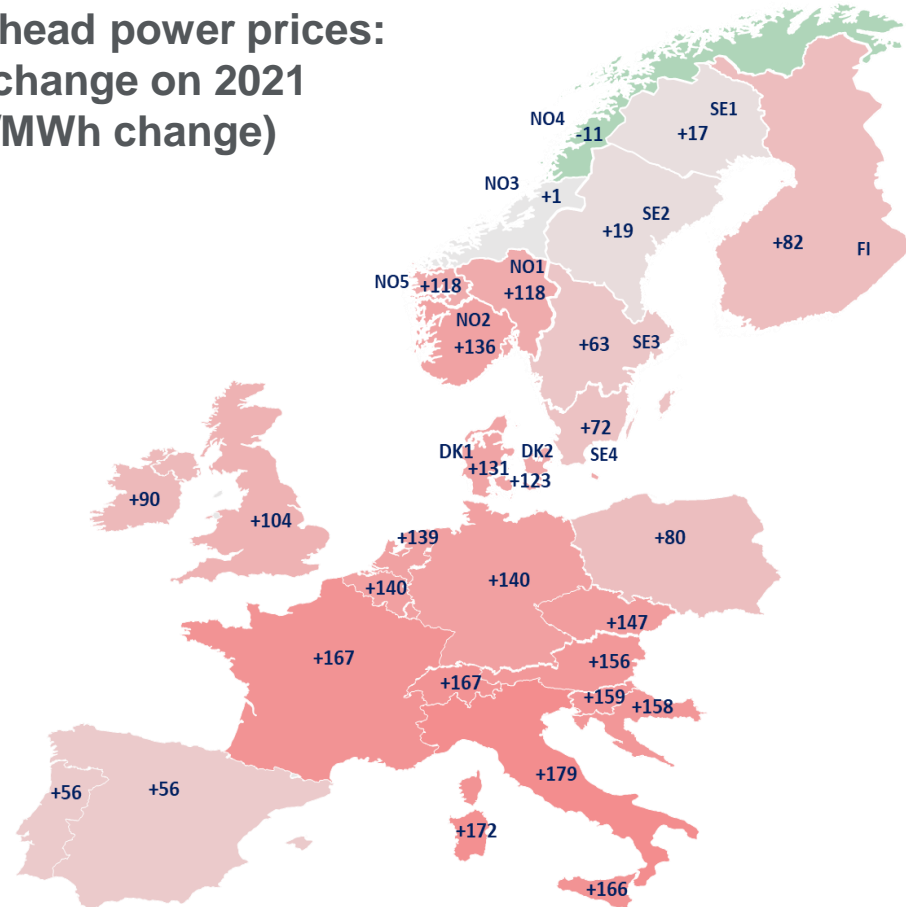 head power prices:
change on 2021
/MWh change)
SE1
NO4
-11
+17
NO3
+1
SE2
+19
+82
FI
NO1
NO5
+118
+118
NO2
+136
+63
SE3
+72
SE4
DK1
DK2
+131
+123
+90
+104
+139
+80
+140
+140
+147
+167
+156
+167
+159
+158
+56
+56
+179
+172
+166